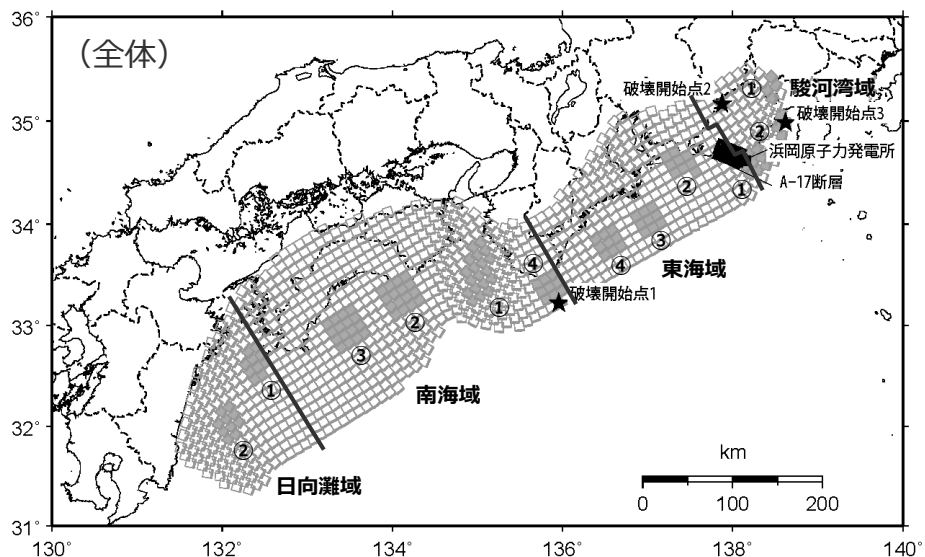 36°
（全体）
破壊開始点2
①
駿河湾域
35°
破壊開始点3
②
浜岡原子力発電所
②
①
A-17断層
34°
③
④
④
東海域
破壊開始点1
①
33°
②
③
①
南海域
32°
②
日向灘域
km
0 50 100 150 200
31°
130 132 134 136 138 140